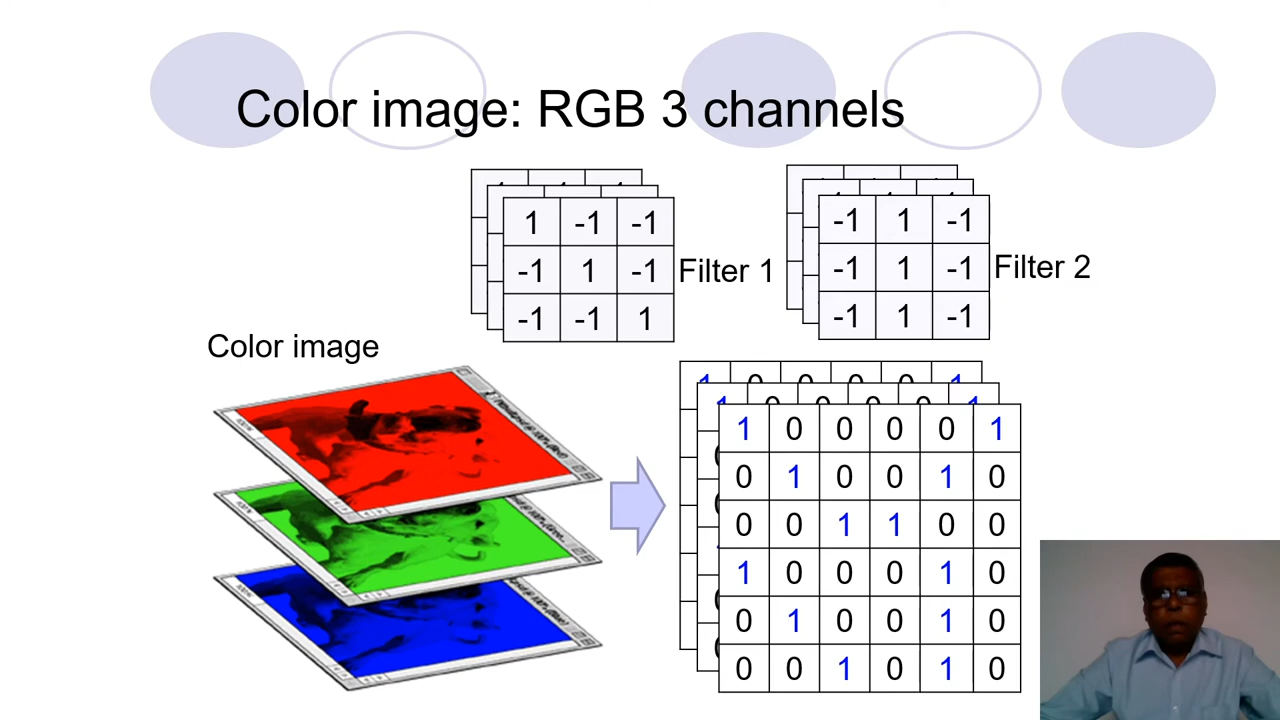 Color image: RGB 3 channels
1 -1 -1
-1 1 -1
-1 -1 1
Filter 1
-1 1 -1
-1 1 -1
-1 1 -1
Filter 2
Color image
1 0 0 0 0 1
0 1 0 0 1 0
0 0 1 1 0 0
1 0 0 0 1 0
0 1 0 0 1 0
0 0 1 0 1 0